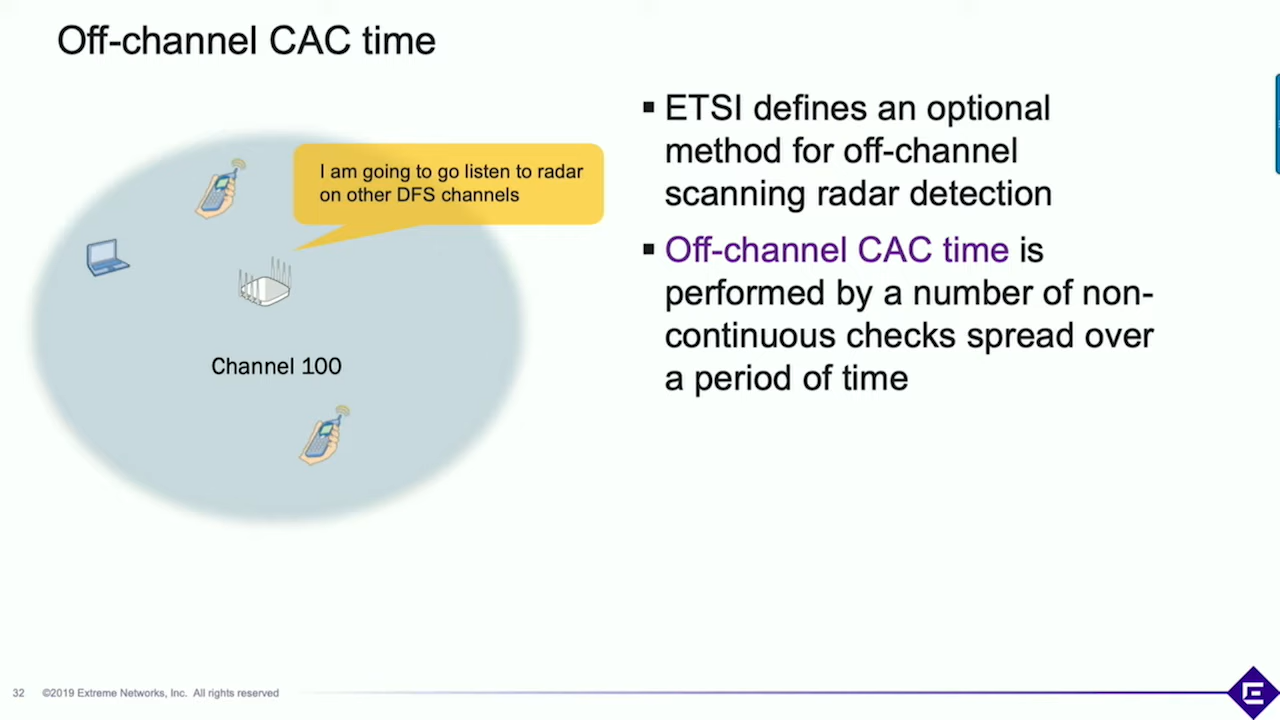 Off-channel CAC time
I am going to go listen to radar
on other DFS channels
Channel 100
▪ ETSI defines an optional
method for off-channel
scanning radar detection
▪ Off-channel CAC time is
performed by a number of non-
continuous checks spread over
a period of time
32 ©2019 Extreme Networks, Inc. All rights reserved